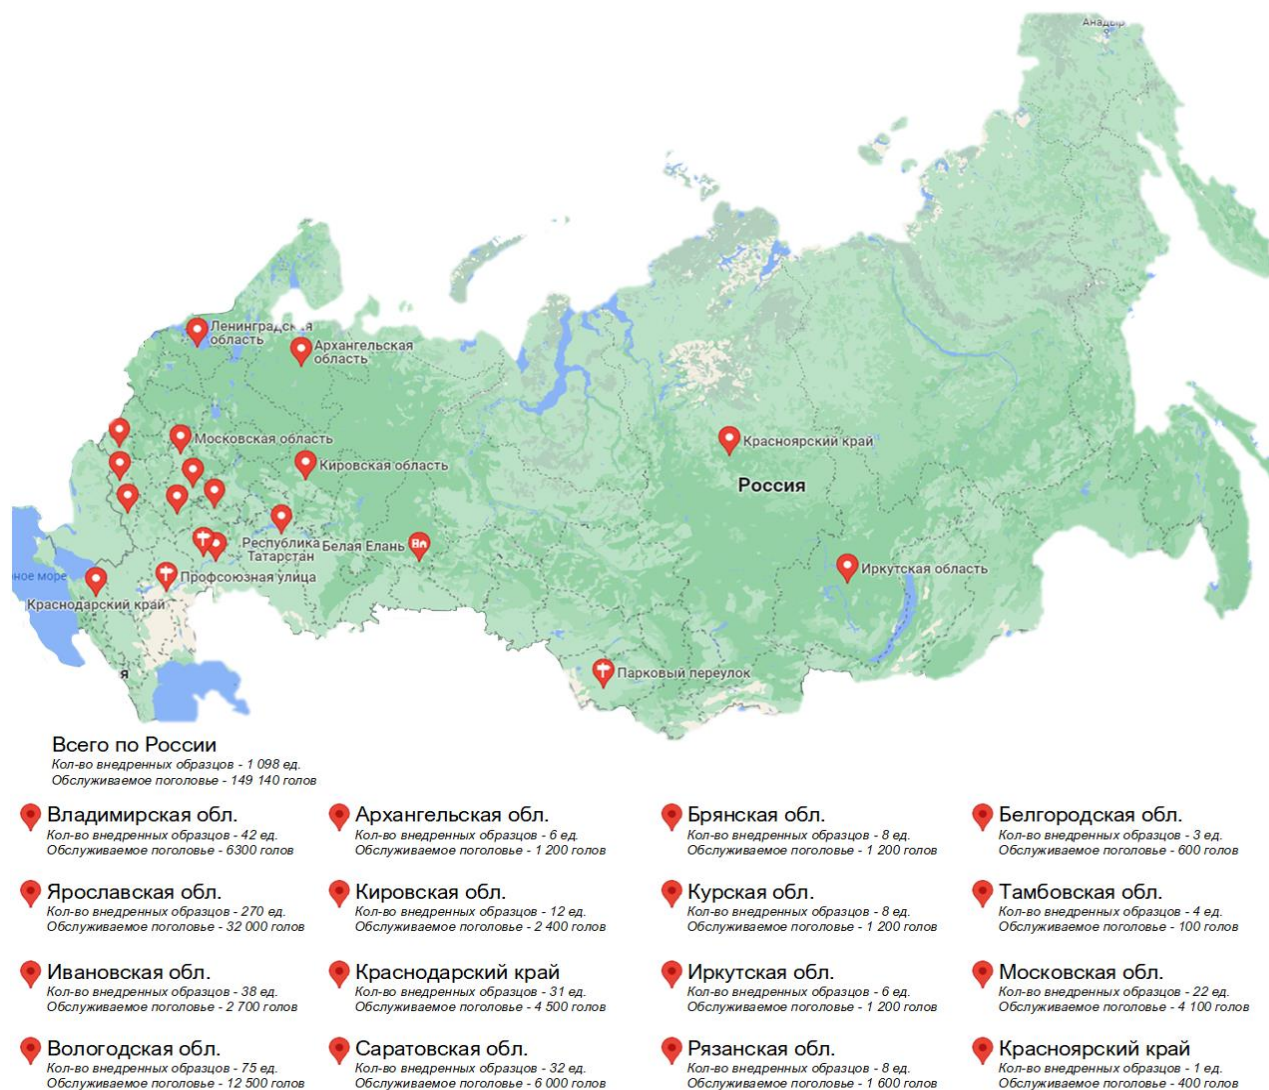 Анадырь
Ленинградская
область
Архангельская
область
Московская область
Кировская область
Красноярский край
Россия
Республика
Татарстан
Белая Елань
Иркутская область
ное море
Профсоюзная улица
Краснодарский край
я
Парковый переулок
Всего по России
Кол-во внедренных образцов - 1 098 ед.
Обслуживаемое поголовье - 149 140 голов
Владимирская обл.
Кол-во внедренных образцов - 42 ед.
Обслуживаемое поголовье - 6300 голов
Архангельская обл.
Кол-во внедренных образцов - 6 ед.
Обслуживаемое поголовье - 1 200 голов
Брянская обл.
Кол-во внедренных образцов - 8 ед.
Обслуживаемое поголовье - 1 200 голов
Белгородская обл.
Кол-во внедренных образцов - 3 ед.
Обслуживаемое поголовье - 600 голов
Ярославская обл.
Кол-во внедренных образцов - 270 ед.
Обслуживаемое поголовье - 32 000 голов
Кировская обл.
Кол-во внедренных образцов - 12 ед.
Обслуживаемое поголовье - 2 400 голов
Курская обл.
Кол-во внедренных образцов - 8 ед.
Обслуживаемое поголовье - 1 200 голов
Тамбовская обл.
Кол-во внедренных образцов - 4 ед.
Обслуживаемое поголовье - 100 голов
Ивановская обл.
Кол-во внедренных образцов - 38 ед.
Обслуживаемое поголовье - 2 700 голов
Краснодарский край
Кол-во внедренных образцов - 31 ед.
Обслуживаемое поголовье - 4 500 голов
Иркутская обл.
Кол-во внедренных образцов - 6 ед.
Обслуживаемое поголовье - 1 200 голов
Московская обл.
Кол-во внедренных образцов - 22 ед.
Обслуживаемое поголовье - 4 100 голов
Вологодская обл.
Кол-во внедренных образцов - 75 ед.
Обслуживаемое поголовье - 12 500 голов
Саратовская обл.
Кол-во внедренных образцов - 32 ед.
Обслуживаемое поголовье - 6 000 голов
Рязанская обл.
Кол-во внедренных образцов - 8 ед.
Обслуживаемое поголовье - 1 600 голов
Красноярский край
Кол-во внедренных образцов - 1 ед.
Обслуживаемое поголовье - 400 голов